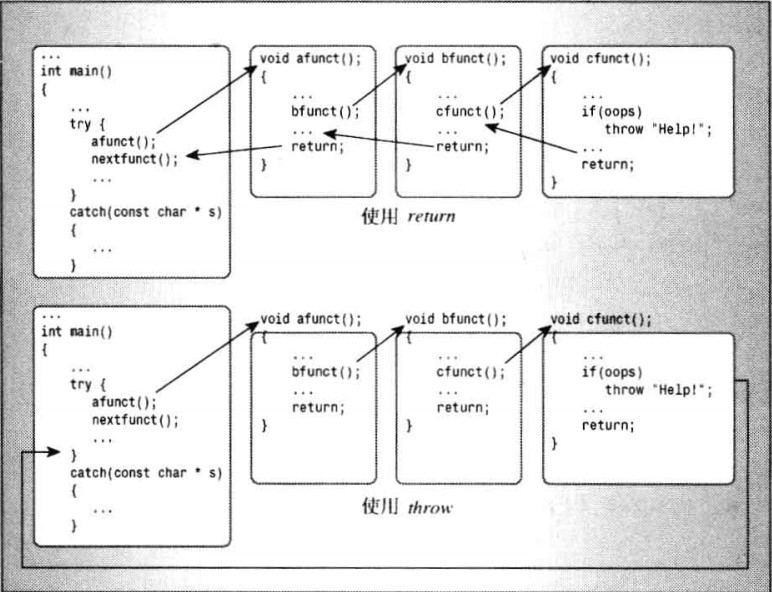 ...
int main()
{
...
try {
afunct();
nextfunct();
...
}
catch(const char * s)
{
...
}
void afunct();
{
...
bfunct();
...
return;
}
void bfunct();
{
...
cfunct();
...
return;
}
void cfunct();
{
...
if(oops)
throw "Help!";
...
return;
}
使用 return
...
int main()
{
...
try {
afunct();
nextfunct();
...
}
catch(const char * s)
{
...
}
void afunct();
{
...
bfunct();
...
return;
}
void bfunct();
{
...
cfunct();
...
return;
}
void cfunct();
{
...
if(oops)
throw "Help!";
...
return;
}
使用 throw